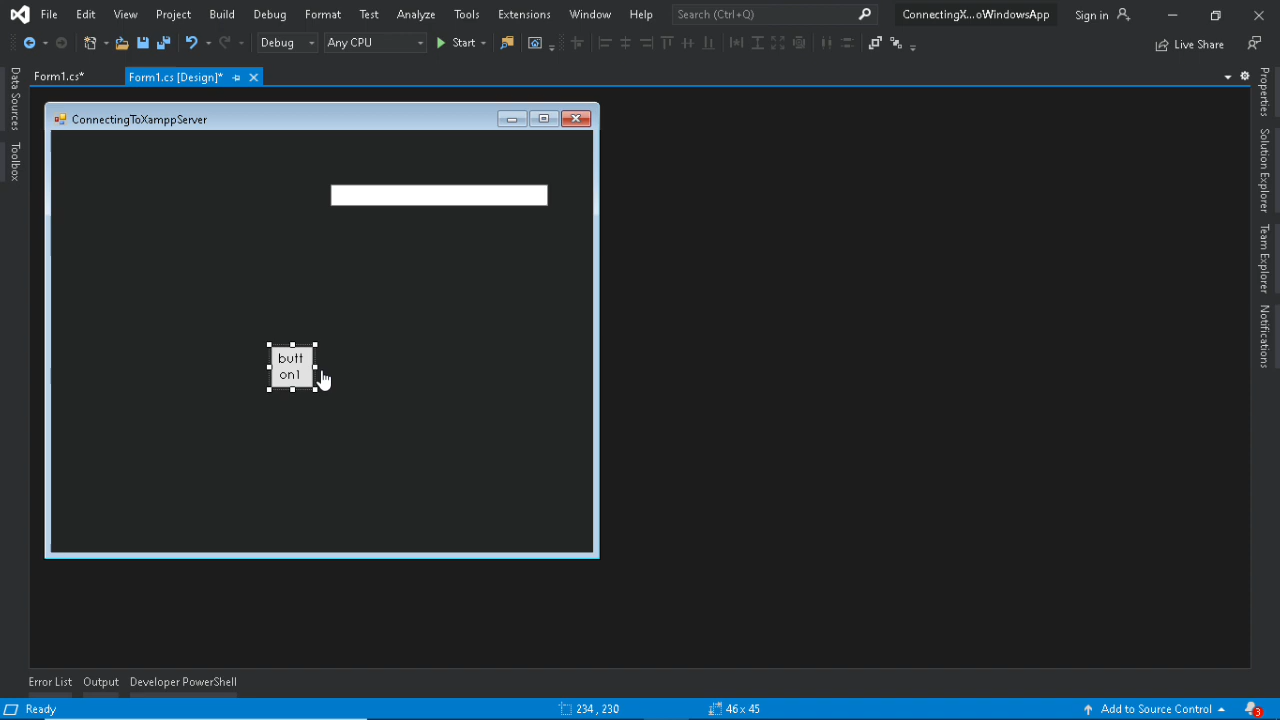 File Edit View Project Build Debug Format Test Analyze Tools Extensions Window Help Search (Ctrl+Q) ConnectingX...oWindowsApp Sign in
Debug Any CPU Start Live Share
Form1.cs* Form1.cs [Design]*
Data Sources
Toolbox
ConnectingToXamppServer
butt
on1
Properties
Solution Explorer
Team Explorer
Notifications
Error List Output Developer PowerShell
Ready 234 , 230 46 x 45 Add to Source Control 3